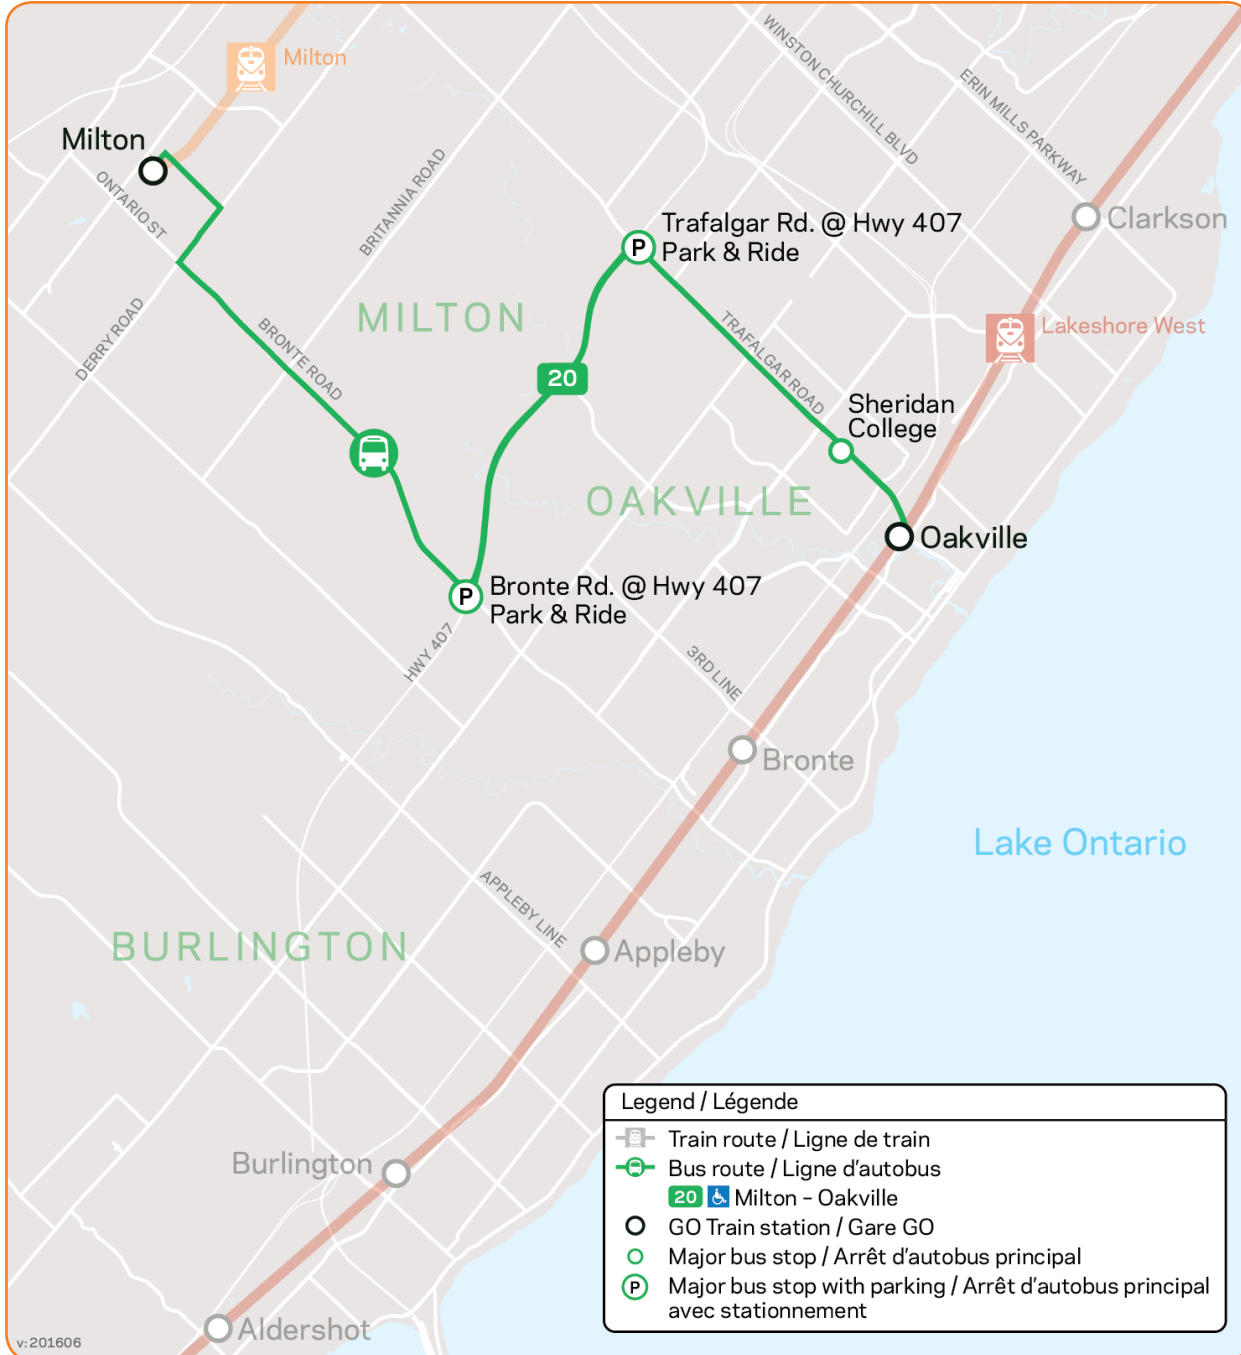 Milton
Milton
ONTARIO ST
BRITANNIA ROAD
WINSTON CHURCHILL BLVD
ERIN MILLS PARKWAY
Clarkson
Trafalgar Rd. @ Hwy 407
Park & Ride
MILTON
DERRY ROAD
BRONTE ROAD
20
TRAFALGAR ROAD
Lakeshore West
Sheridan
College
OAKVILLE
Oakville
P
P
Bronte Rd. @ Hwy 407
Park & Ride
HWY 407
3RD LINE
Bronte
Lake Ontario
APPLEBY LINE
BURLINGTON
Appleby
Burlington
Aldershot
v:201606
Legend / Légende
Train route / Ligne de train
Bus route / Ligne d'autobus
20 Milton – Oakville
GO Train station / Gare GO
Major bus stop / Arrêt d'autobus principal
P Major bus stop with parking / Arrêt d'autobus principal
avec stationnement